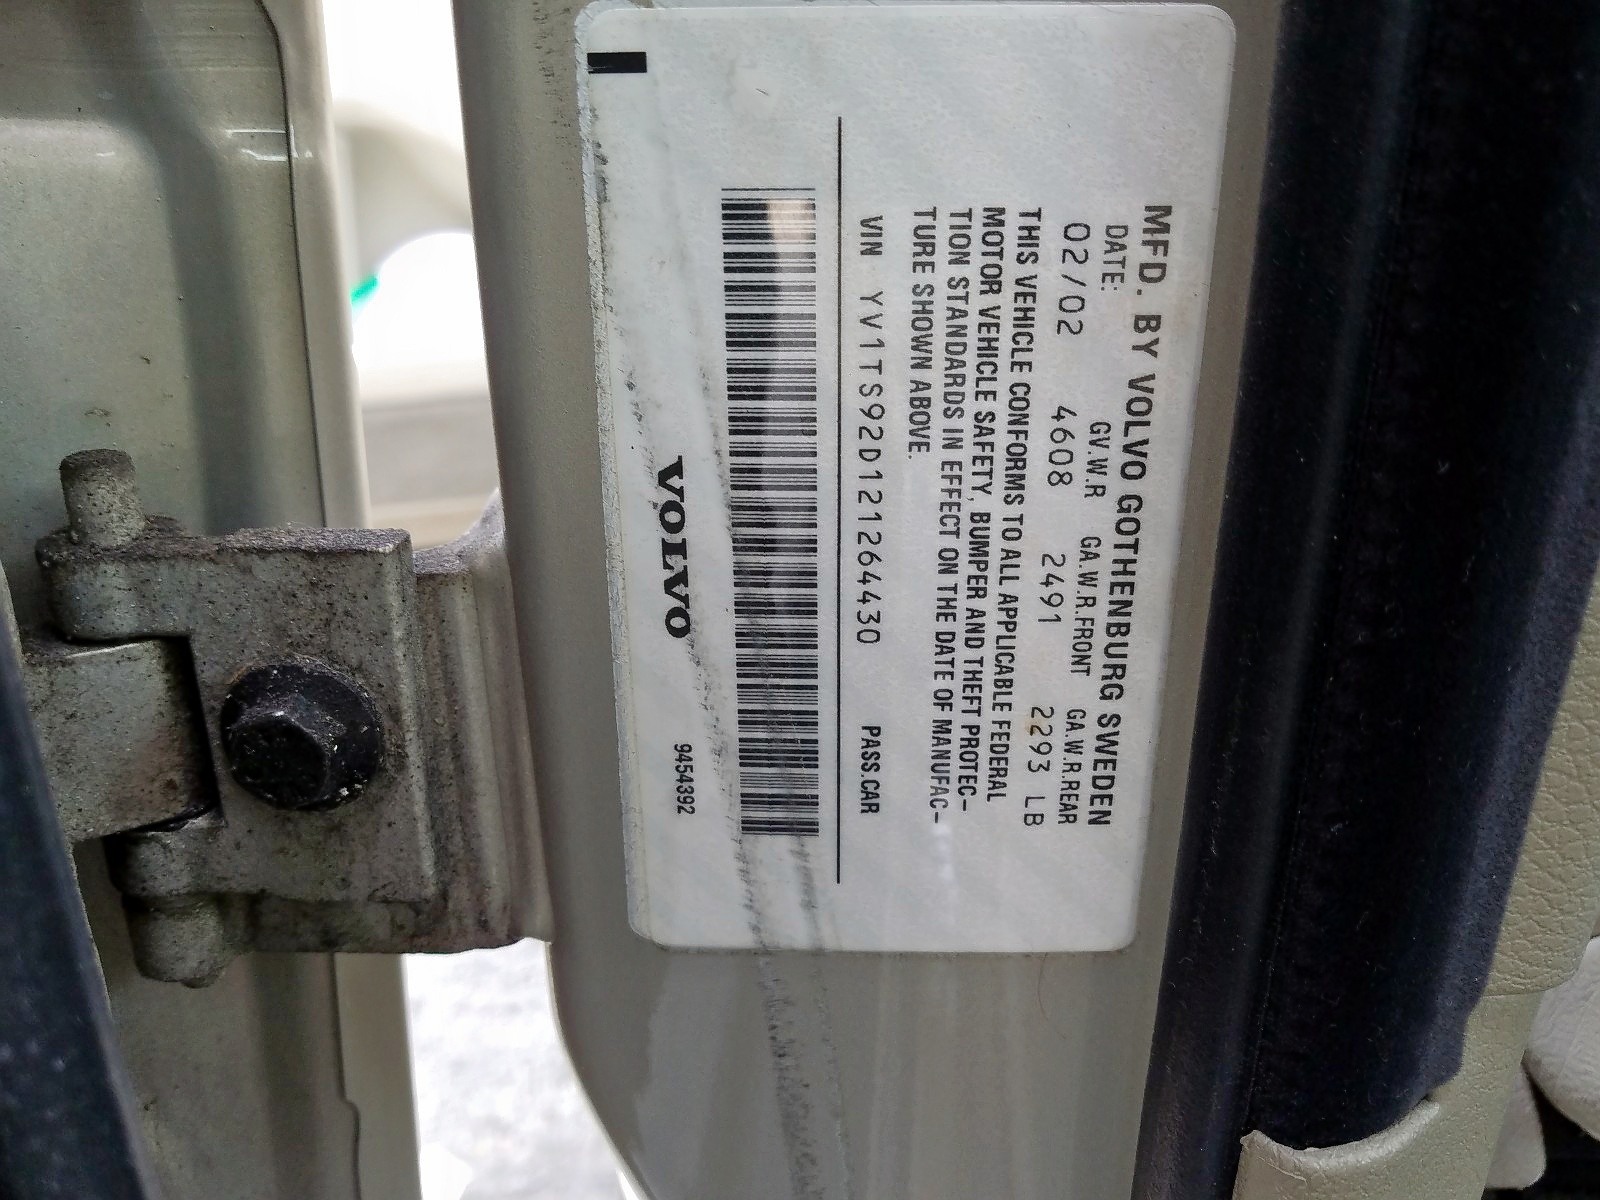 MFD. BY VOLVO GOTHENBURG SWEDEN
DATE: GV.W.R GA.W.R.FRONT GA.W.R.REAR
02/02 4608 2491 2293 LB
THIS VEHICLE CONFORMS TO ALL APPLICABLE FEDERAL
MOTOR VEHICLE SAFETY, BUMPER AND THEFT PROTEC-
TION STANDARDS IN EFFECT ON THE DATE OF MANUFAC-
TURE SHOWN ABOVE.
VIN YV1TS92D121264430 PASS.CAR
VOLVO 9454392